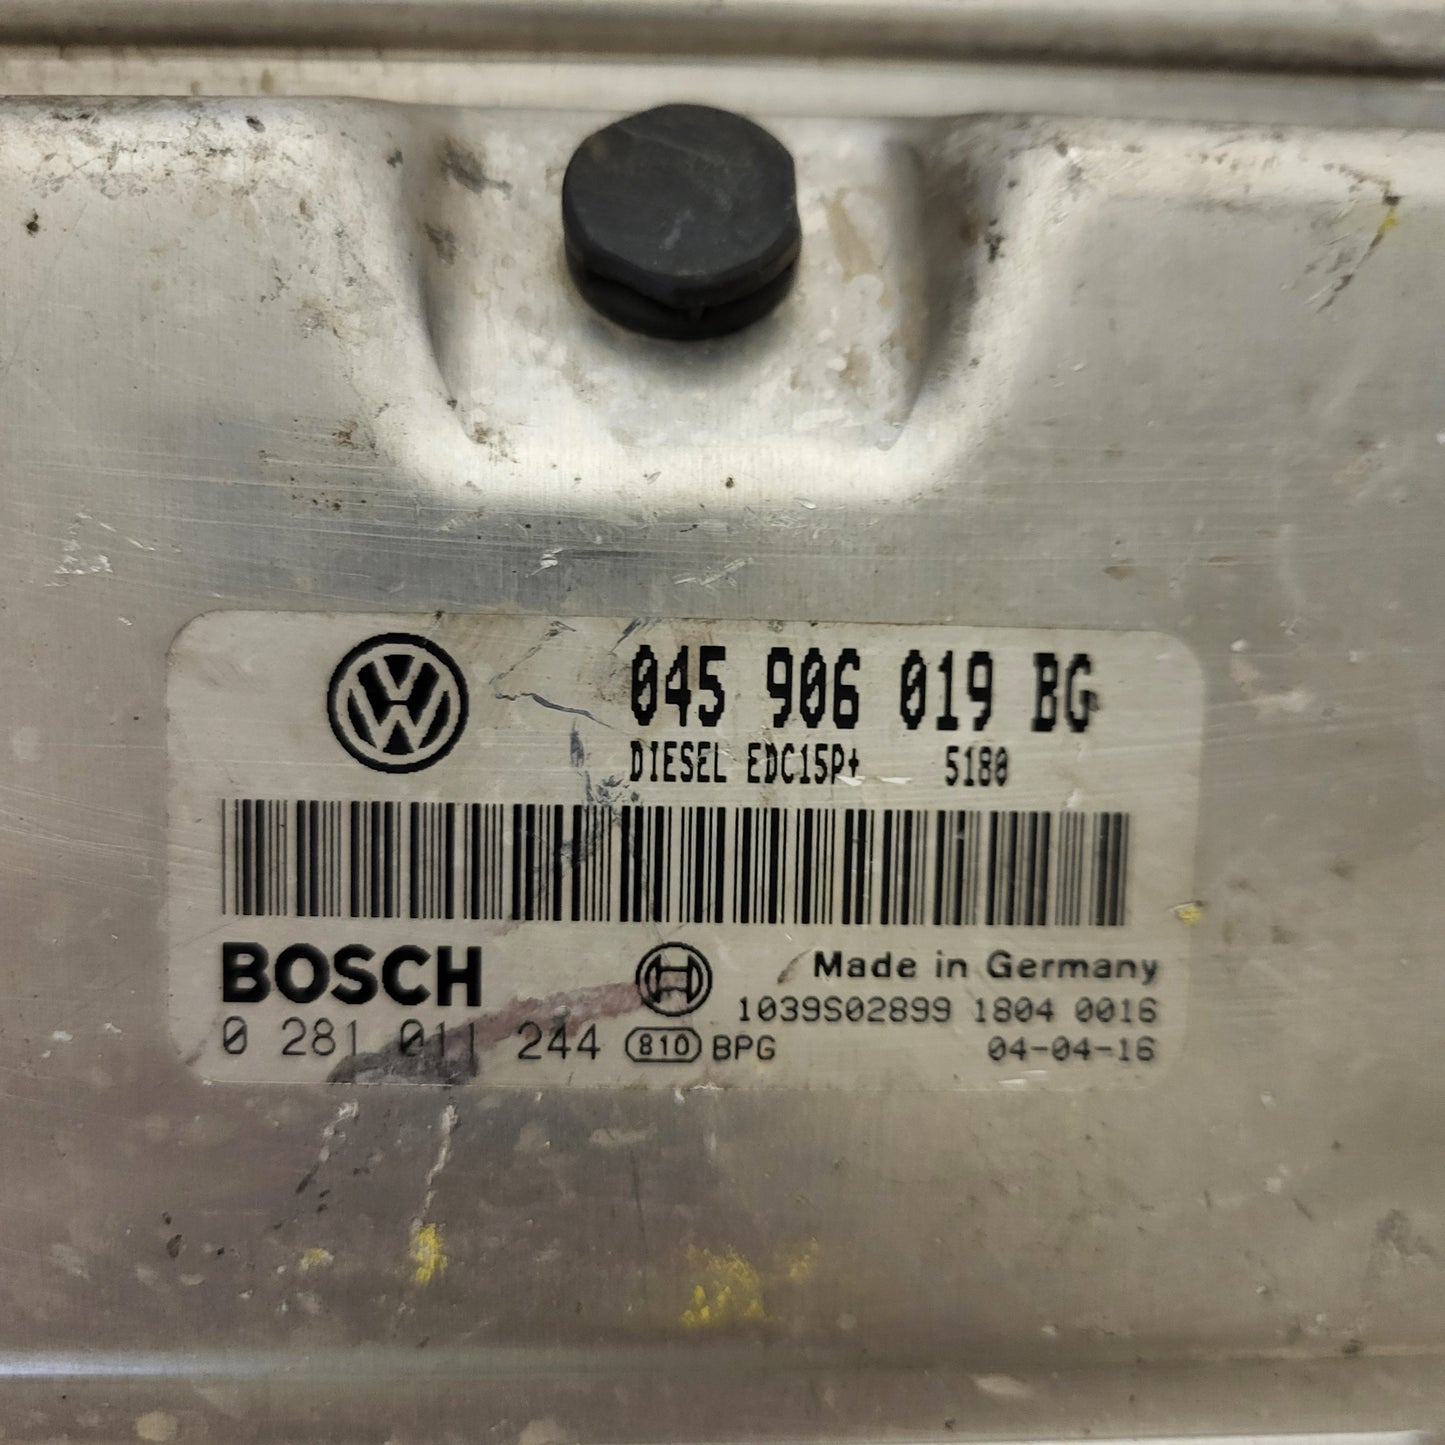 045 906 019 BG
DIESEL EDC15P+ 5180
BOSCH
Made in Germany
1039S02899 1804 0016
0 281 011 244 810 BPG
04-04-16